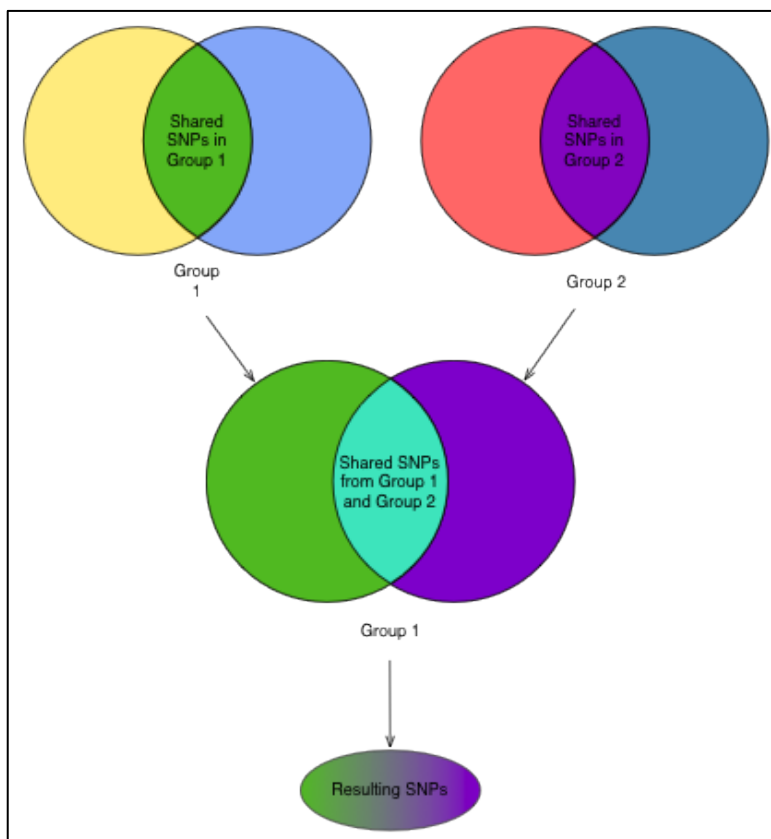 Shared
SNPs in
Group 1
Shared
SNPs in
Group 2
Group
1
Group 2
Shared SNPs
from Group 1
and Group 2
Group 1
Resulting SNPs